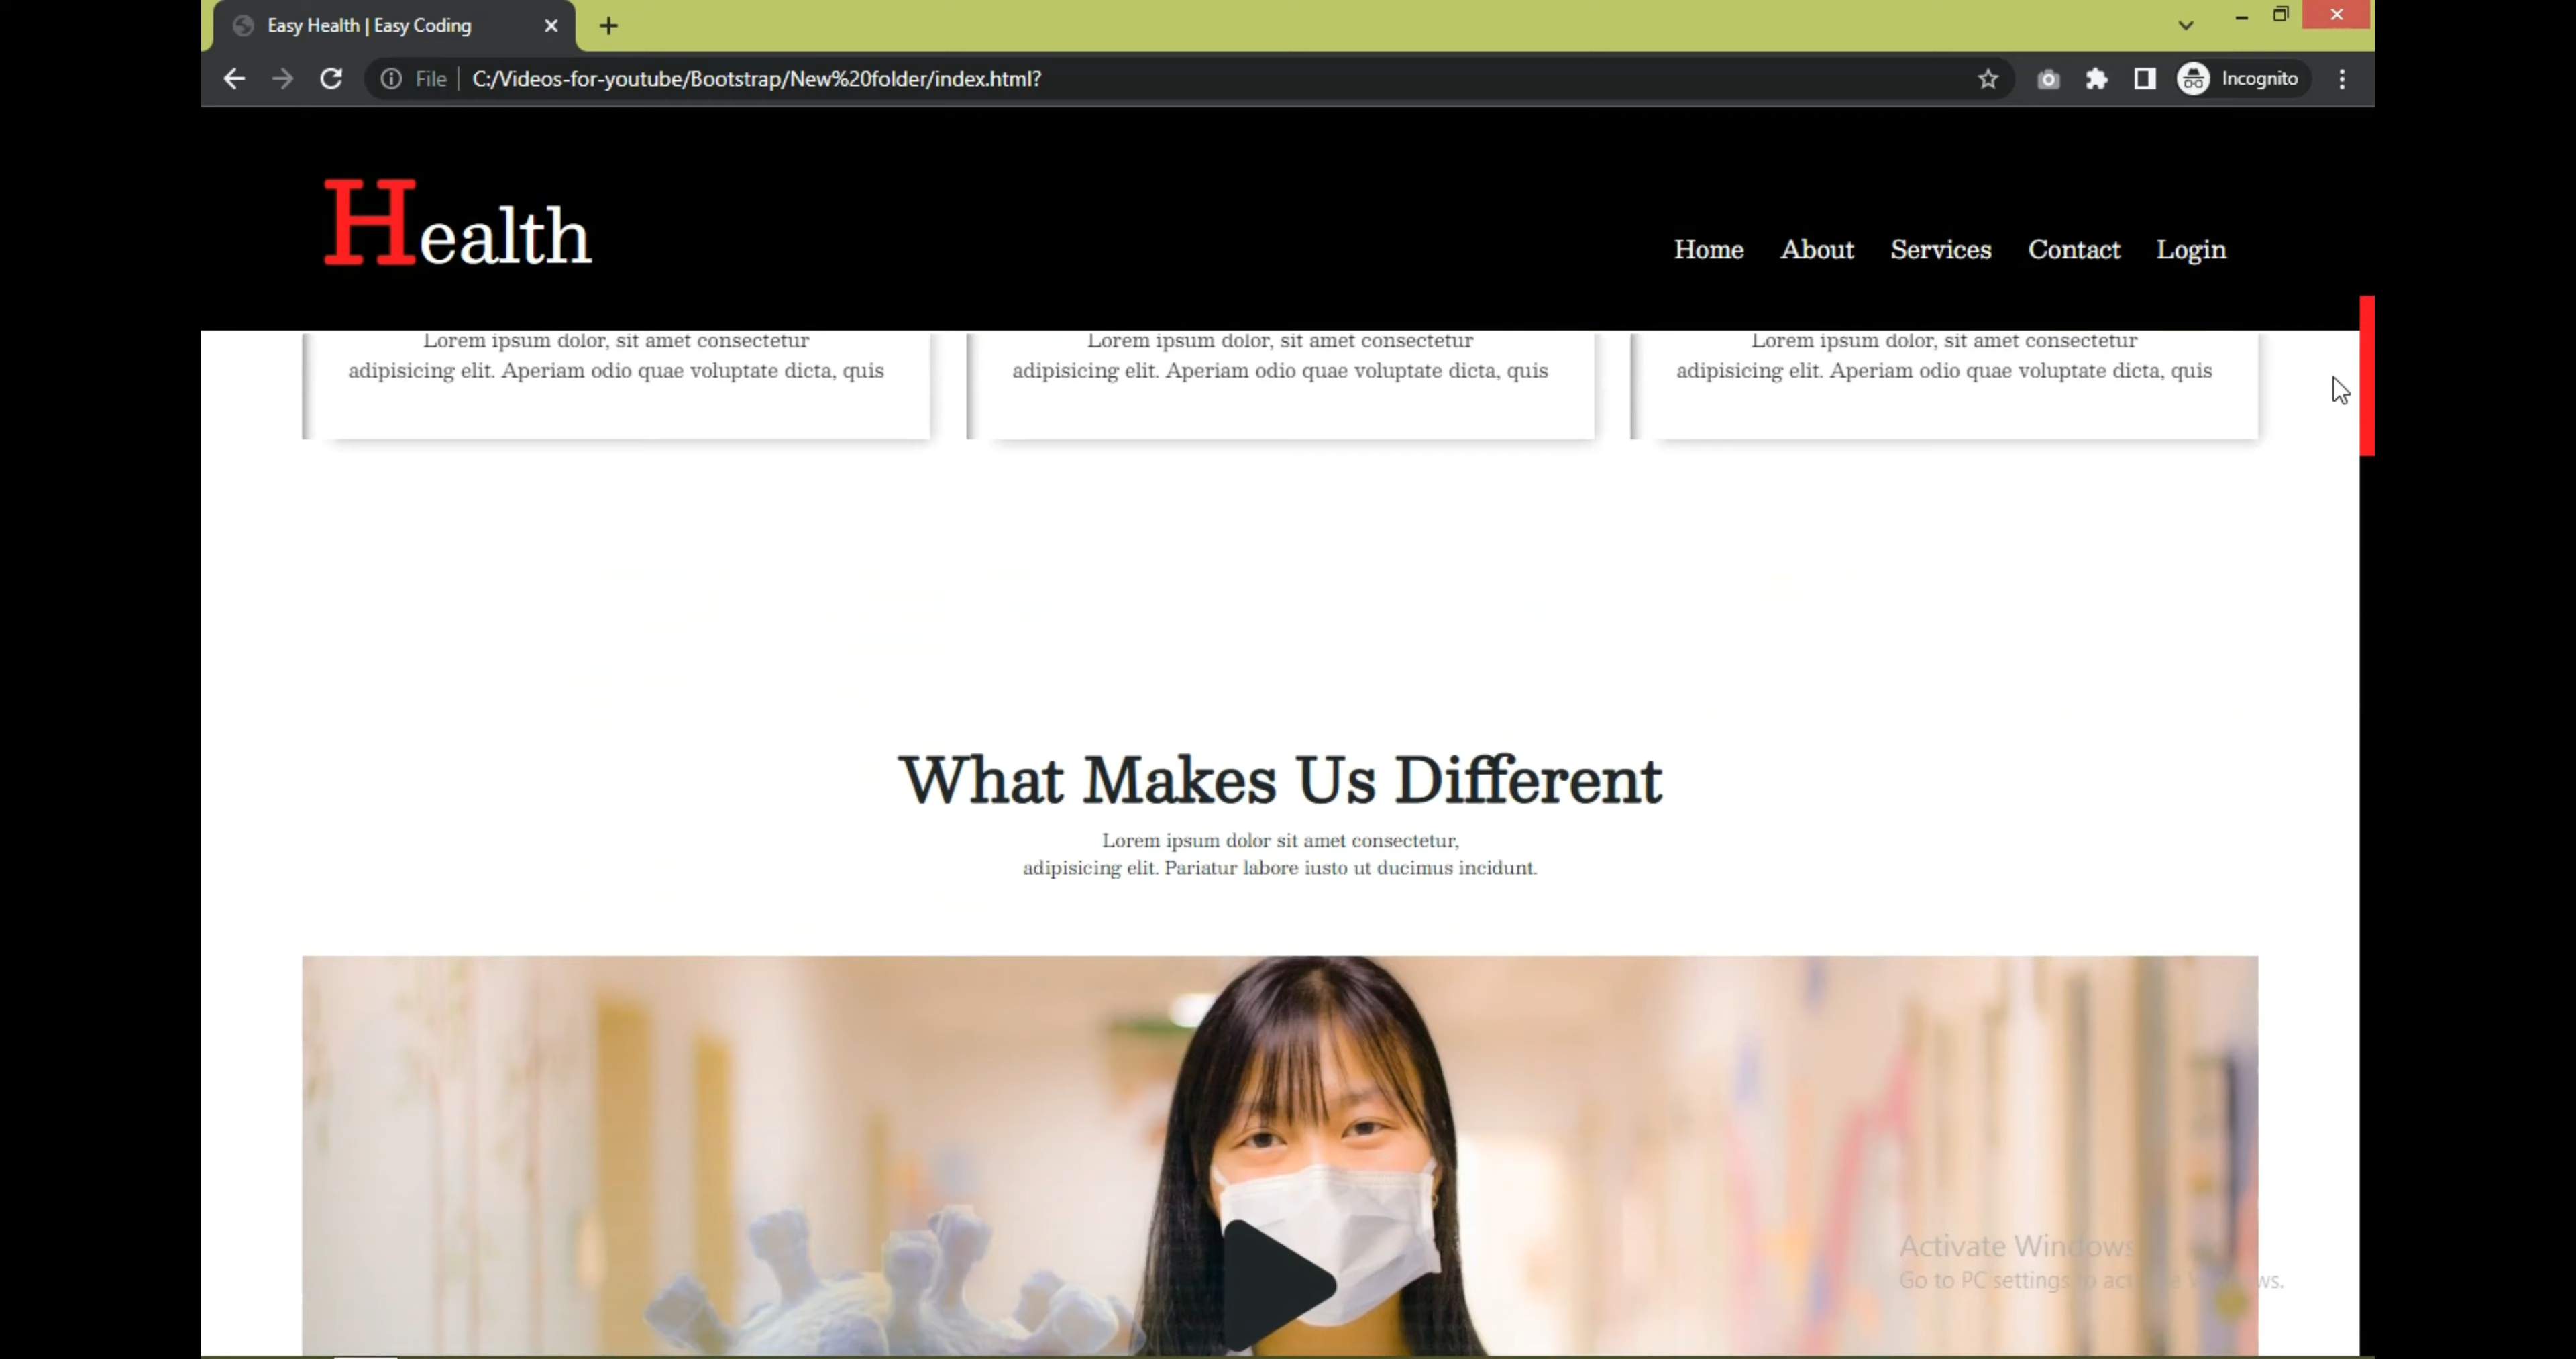 Easy Health | Easy Coding
File C:/Videos-for-youtube/Bootstrap/New%20folder/index.html?
Incognito
Health
Home About Services Contact Login
Lorem ipsum dolor, sit amet consectetur
adipisicing elit. Aperiam odio quae voluptate dicta, quis
Lorem ipsum dolor, sit amet consectetur
adipisicing elit. Aperiam odio quae voluptate dicta, quis
Lorem ipsum dolor, sit amet consectetur
adipisicing elit. Aperiam odio quae voluptate dicta, quis
What Makes Us Different
Lorem ipsum dolor sit amet consectetur,
adipisicing elit. Pariatur labore iusto ut ducimus incidunt.
Activate Windows
Go to PC settings